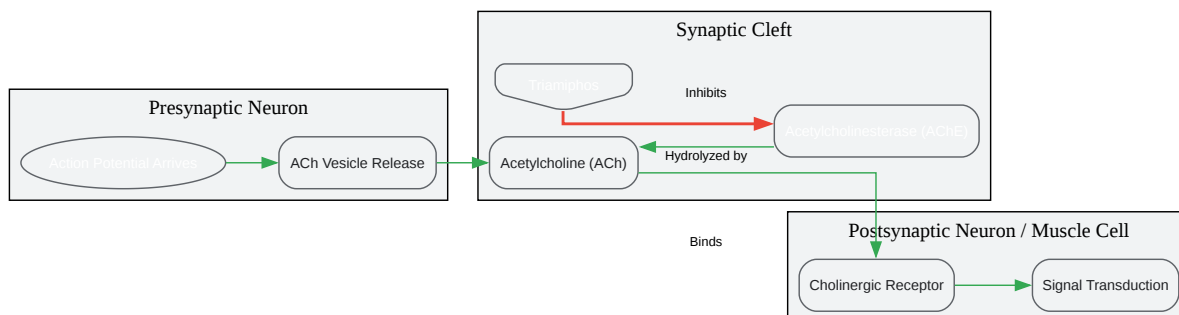 Synaptic Cleft
Triamiphos
Inhibits
Presynaptic Neuron
Acetylcholinesterase (AChE)
Action Potential Arrives
ACh Vesicle Release
Acetylcholine (ACh)
Hydrolyzed by
Binds
Postsynaptic Neuron / Muscle Cell
Cholinergic Receptor
Signal Transduction